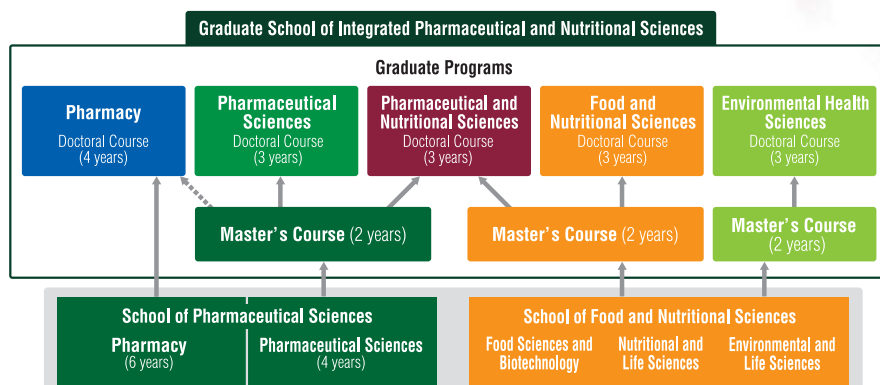 Graduate School of Integrated Pharmaceutical and Nutritional Sciences
Graduate Programs
Pharmacy
Doctoral Course
(4 years)
Pharmaceutical
Sciences
Doctoral Course
(3 years)
Pharmaceutical and
Nutritional Sciences
Doctoral Course
(3 years)
Food and
Nutritional Sciences
Doctoral Course
(3 years)
Environmental Health
Sciences
Doctoral Course
(3 years)
Master's Course (2 years)
Master's Course (2 years)
Master's Course
(2 years)
School of Pharmaceutical Sciences
Pharmacy
(6 years)
Pharmaceutical Sciences
(4 years)
School of Food and Nutritional Sciences
Food Sciences and
Biotechnology
Nutritional and
Life Sciences
Environmental and
Life Sciences